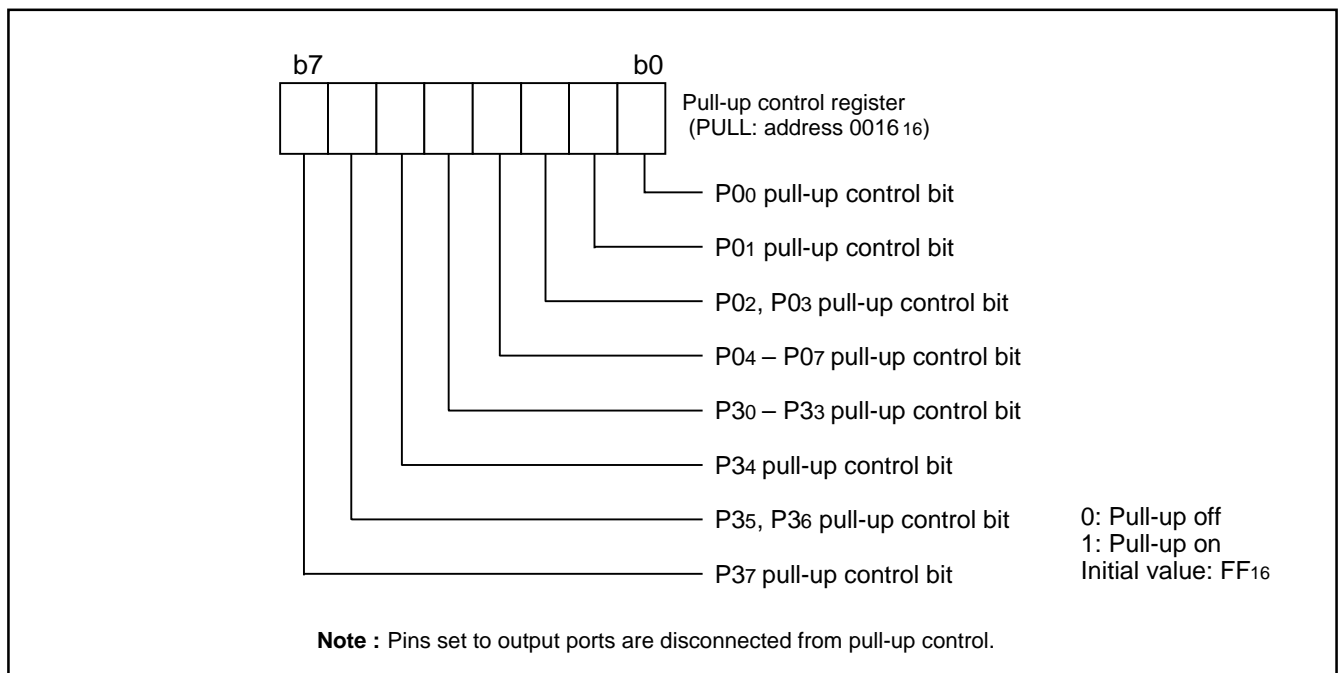 b7 b0
Pull-up control register
(PULL: address 001616)
P00 pull-up control bit
P01 pull-up control bit
P02, P03 pull-up control bit
P04 – P07 pull-up control bit
P30 – P33 pull-up control bit
P34 pull-up control bit
P35, P36 pull-up control bit
P37 pull-up control bit
0: Pull-up off
1: Pull-up on
Initial value: FF16
Note : Pins set to output ports are disconnected from pull-up control.